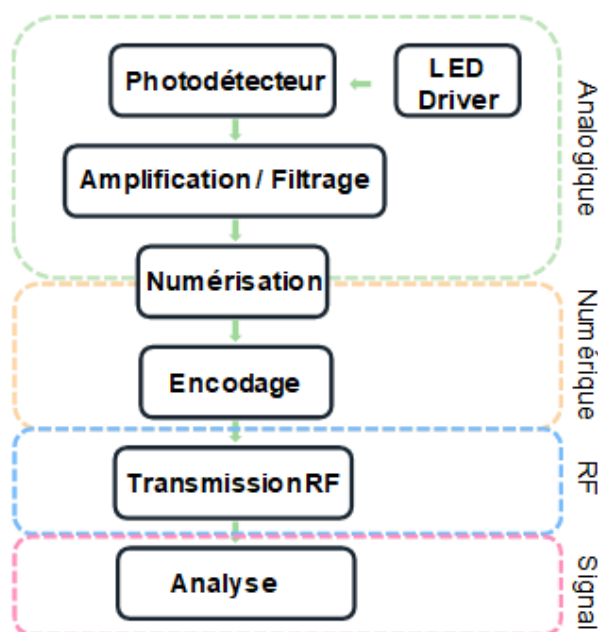 Photodétecteur
LED
Driver
Amplification / Filtrage
Numérisation
Encodage
TransmissionRF
Analyse
Analogique
Numérique
RF
Signal